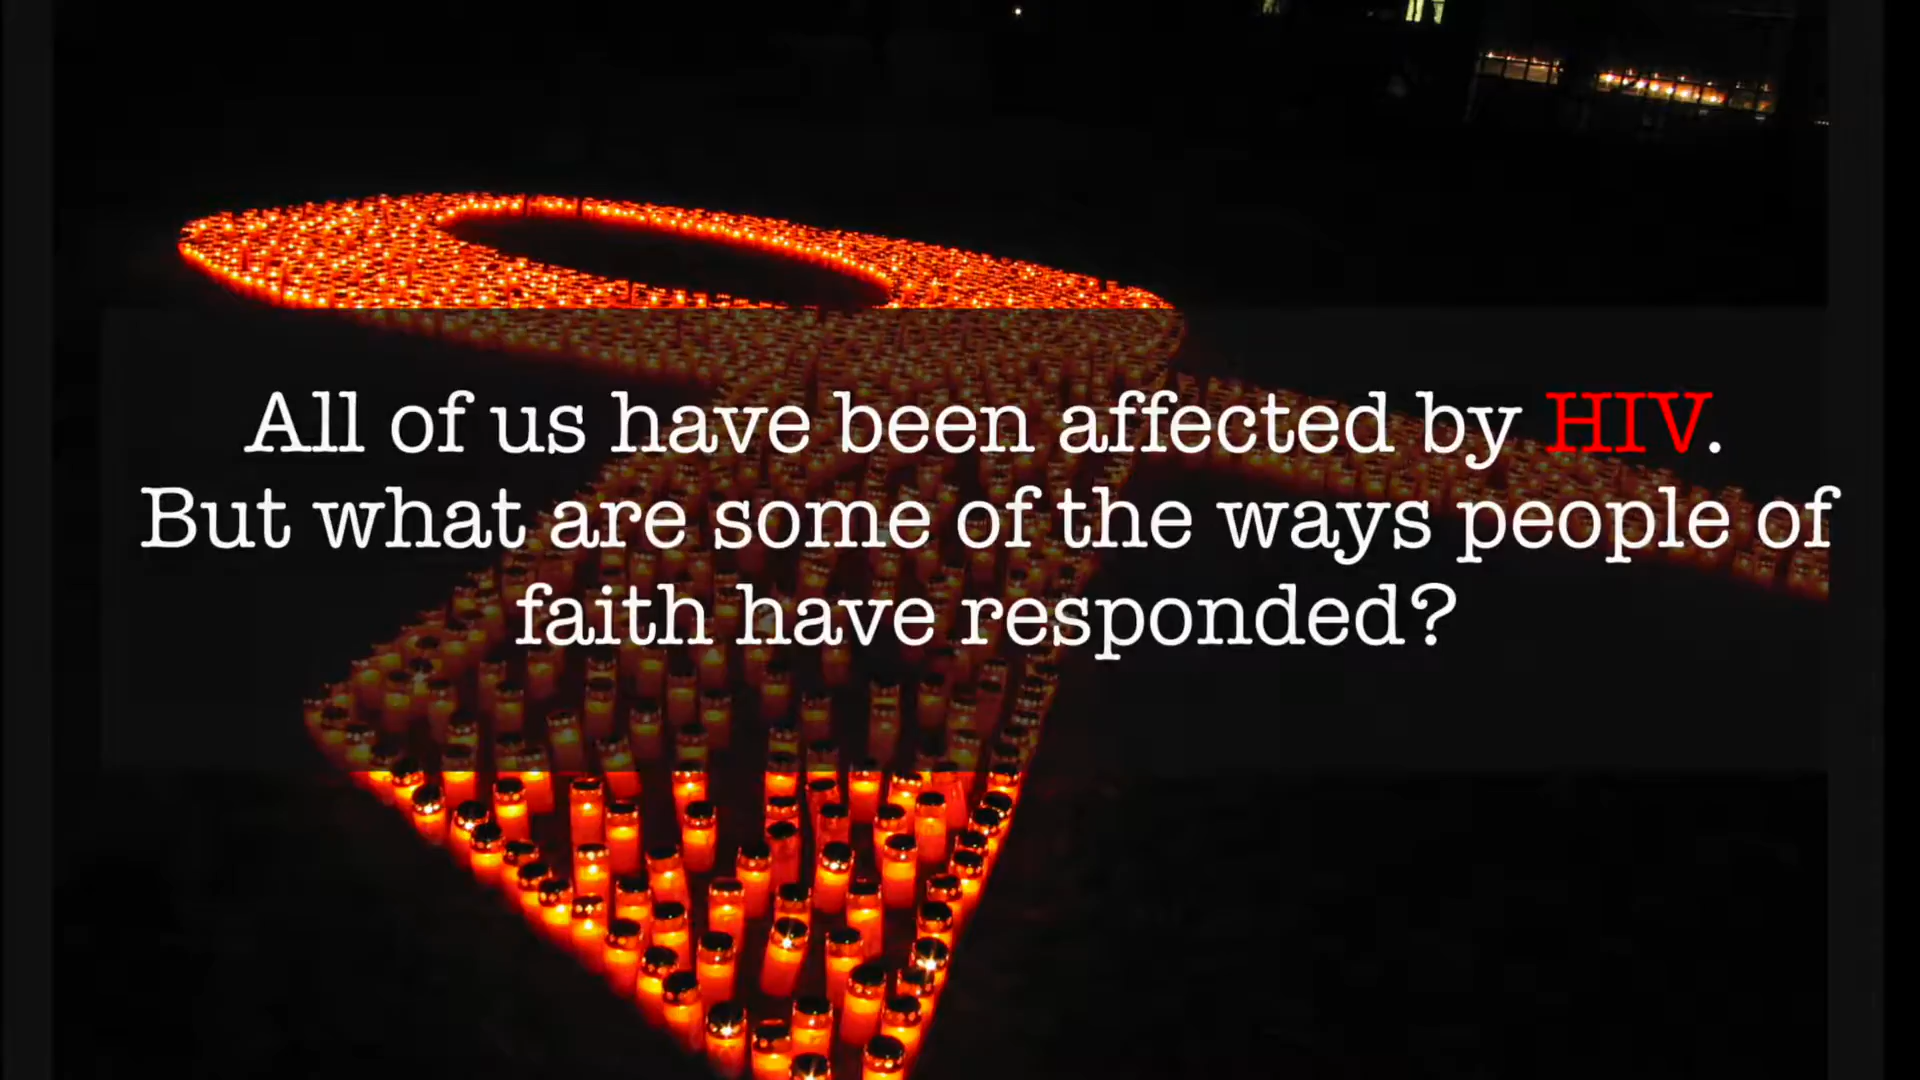 All of us have been affected by HIV.
But what are some of the ways people of
faith have responded?